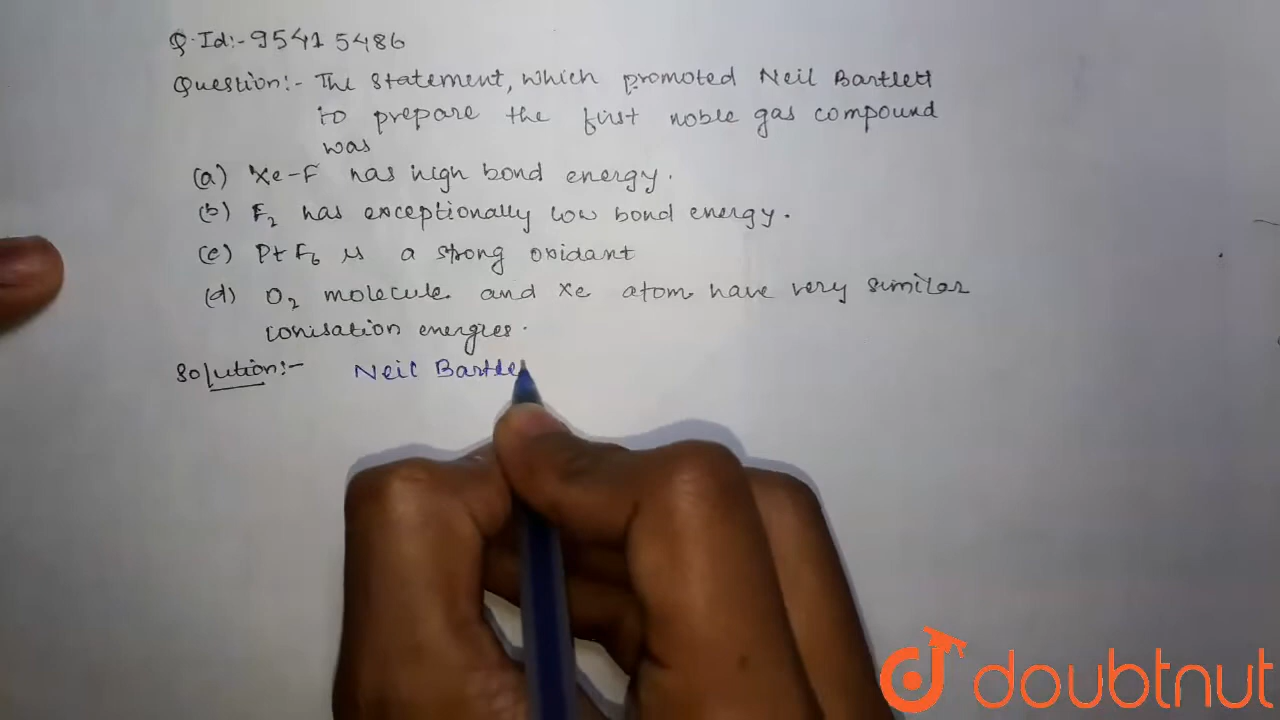 Q.Id:- 95415486
Question:- The statement, which promoted Neil Bartlett
to prepare the first noble gas compound
was
(a) Xe-F has high bond energy.
(b) F2 has exceptionally low bond energy.
(c) PtF6 is a strong oxidant
(d) O2 molecule and Xe atom have very similar
ionisation energies.
Solution:- Neil Bartle
doubtnut